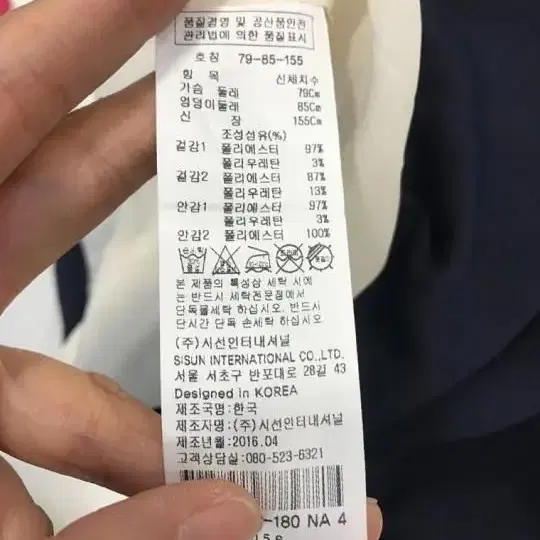 품질경영 및 공산품안전
관리법에 의한 품질표시
호칭 79-85-155
항 목 신체치수
가슴 둘레 79Cm
엉덩이둘레 85Cm
신 장 155Cm
조성섬유(%)
겉감1 폴리에스터 97%
폴리우레탄 3%
겉감2 폴리에스터 87%
폴리우레탄 13%
안감1 폴리에스터 97%
폴리우레탄 3%
안감2 폴리에스터 100%
본 제품의 특성상 세탁 시에
는 반드시 세탁전문점에서
단독물세탁 하십시오. 반드시
단시간 단독 손세탁 하십시오
(주)시선인터내셔널
SISUN INTERNATIONAL CO.,LTD.
서울 서초구 반포대로 28길 43
Designed in KOREA
제조국명:한국
제조자명:(주)시선인터내셔널
제조년월:2016.04
고객상담실:080-523-6321
-180 NA 4